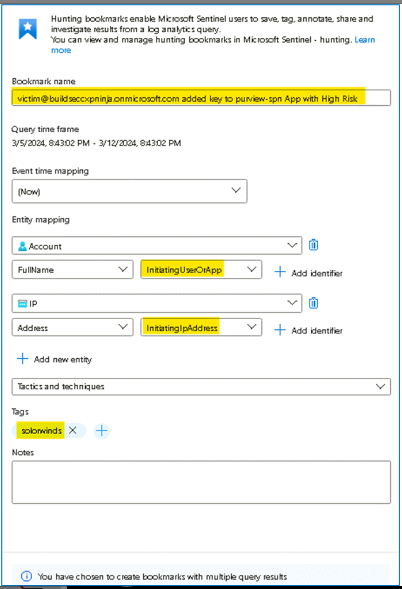 Hunting bookmarks enable Microsoft Sentinel users to save, tag, annotate, share and
investigate results from a log analytics query.
You can view and manage hunting bookmarks in Microsoft Sentinel - hunting. Learn
more
Bookmark name
victim@buildseccxpninja.onmicrosoft.com added key to purview-spn App with High Risk
Query time frame
3/5/2024, 8:43:02 PM - 3/12/2024, 8:43:02 PM
Event time mapping
(Now)
Entity mapping
Account
FullName InitiatingUserOrApp + Add identifier
IP
Address InitiatingIpAddress + Add identifier
+ Add new entity
Tactics and techniques
Tags
solorwinds
Notes
You have chosen to create bookmarks with multiple query results